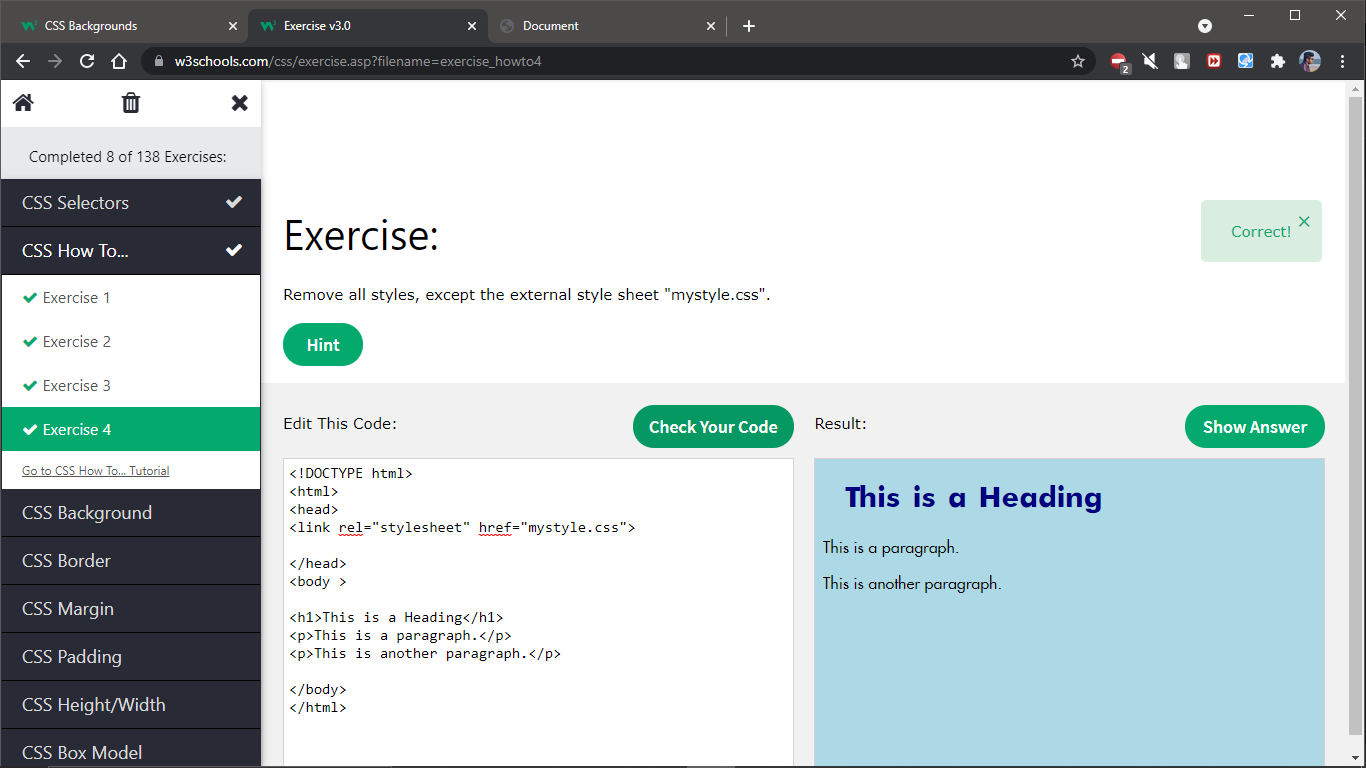 CSS Backgrounds
Exercise v3.0
Document
w3schools.com/css/exercise.asp?filename=exercise_howto4
2
Completed 8 of 138 Exercises:
CSS Selectors
CSS How To...
Exercise 1
Exercise 2
Exercise 3
Exercise 4
Go to CSS How To... Tutorial
CSS Background
CSS Border
CSS Margin
CSS Padding
CSS Height/Width
CSS Box Model
Exercise:
Correct!
Remove all styles, except the external style sheet "mystyle.css".
Hint
Edit This Code:
Check Your Code
<!DOCTYPE html>
<html>
<head>
<link rel="stylesheet" href="mystyle.css">
</head>
<body >
<h1>This is a Heading</h1>
<p>This is a paragraph.</p>
<p>This is another paragraph.</p>
</body>
</html>
Result:
Show Answer
This is a Heading
This is a paragraph.
This is another paragraph.